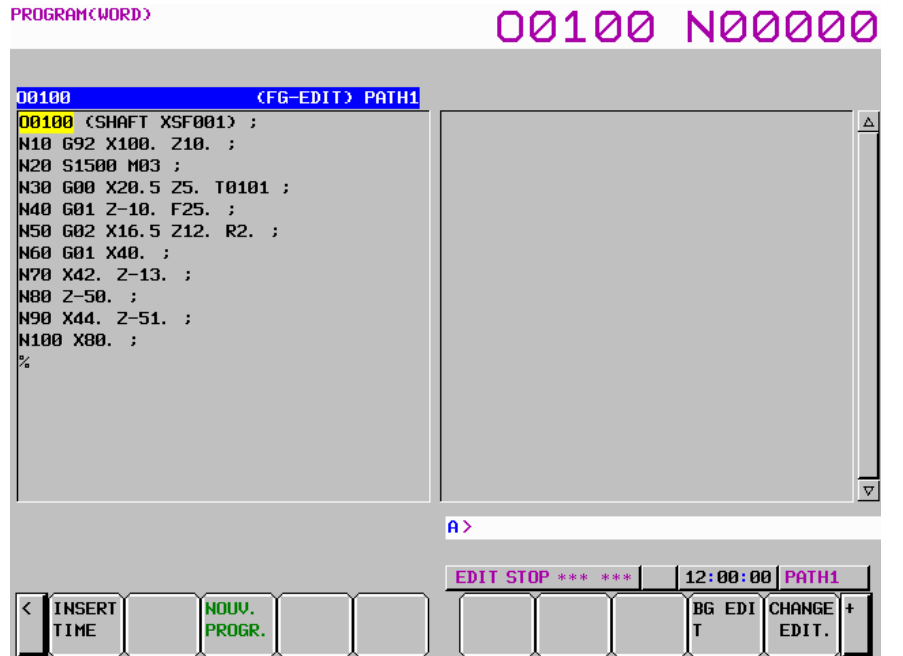 PROGRAM(WORD)
O0100 N00000
O0100 (FG-EDIT) PATH1
O0100 (SHAFT XSF001) ;
N10 G92 X100. Z10. ;
N20 S1500 M03 ;
N30 G00 X20.5 Z5. T0101 ;
N40 G01 Z-10. F25. ;
N50 G02 X16.5 Z12. R2. ;
N60 G01 X40. ;
N70 X42. Z-13. ;
N80 Z-50. ;
N90 X44. Z-51. ;
N100 X80. ;
%
A>
EDIT STOP *** *** 12:00:00 PATH1
< INSERT TIME NOUV. PROGR. BG EDIT CHANGE EDIT. +